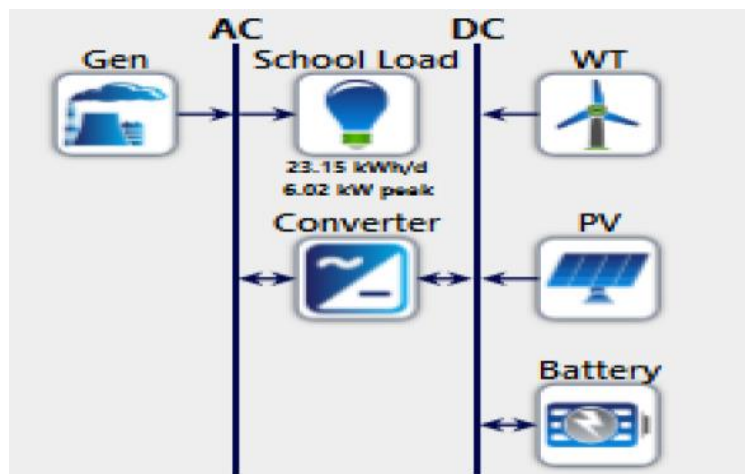 AC DC
Gen School Load WT
23.15 kWh/d
6.02 kW peak
Converter PV
Battery